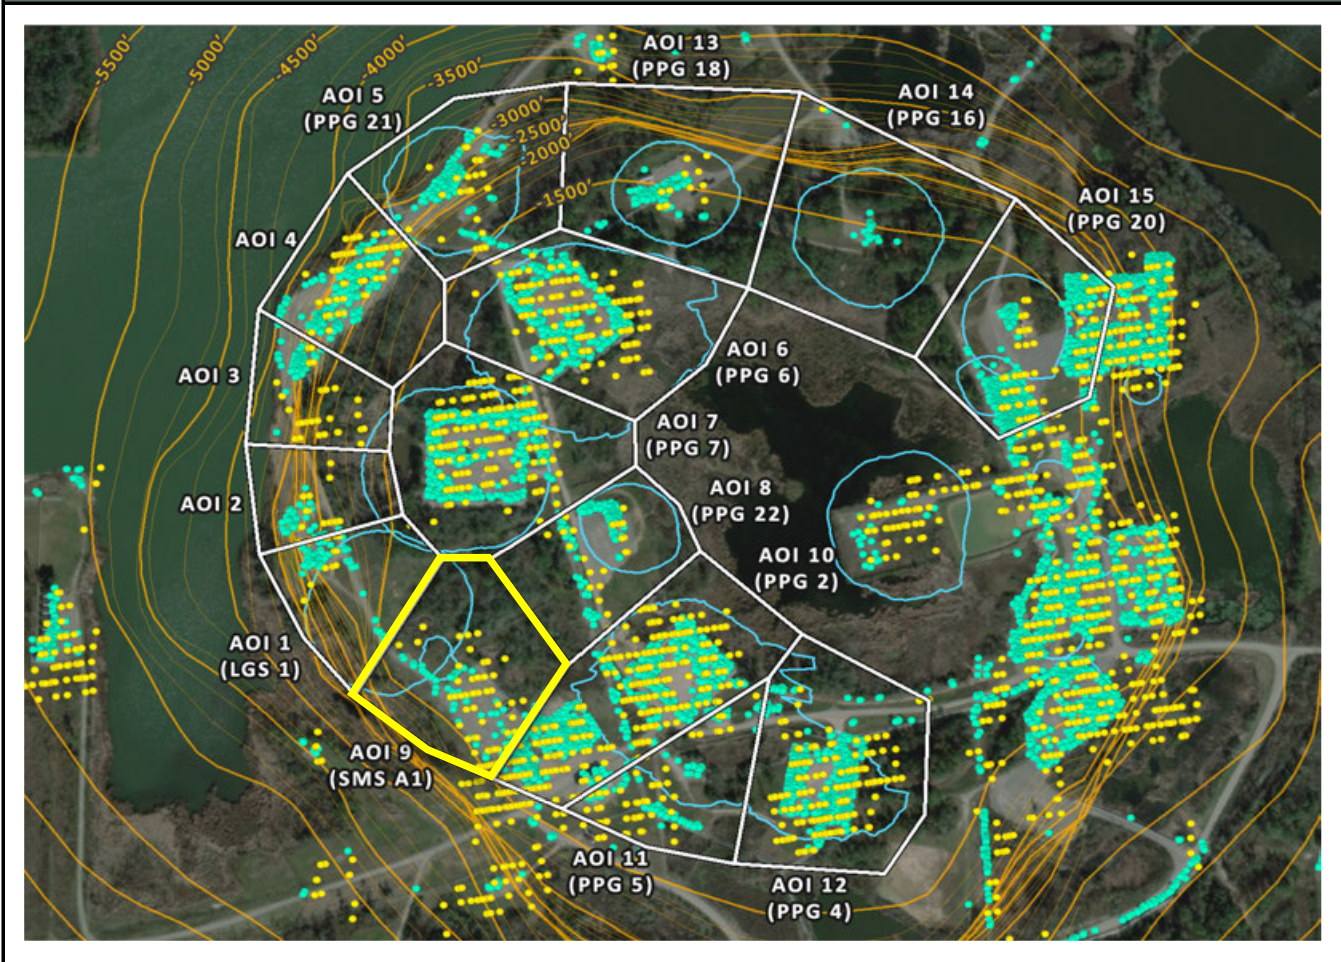 -5500'
-5000'
-4500'
-4000'
-3500'
-3000'
-2500'
-2000'
-1500'
AOI 13
(PPG 18)
AOI 5
(PPG 21)
AOI 14
(PPG 16)
AOI 15
(PPG 20)
AOI 4
AOI 3
AOI 6
(PPG 6)
AOI 7
(PPG 7)
AOI 2
AOI 8
(PPG 22)
AOI 10
(PPG 2)
AOI 1
(LGS 1)
AOI 9
(SMS A1)
AOI 11
(PPG 5)
AOI 12
(PPG 4)